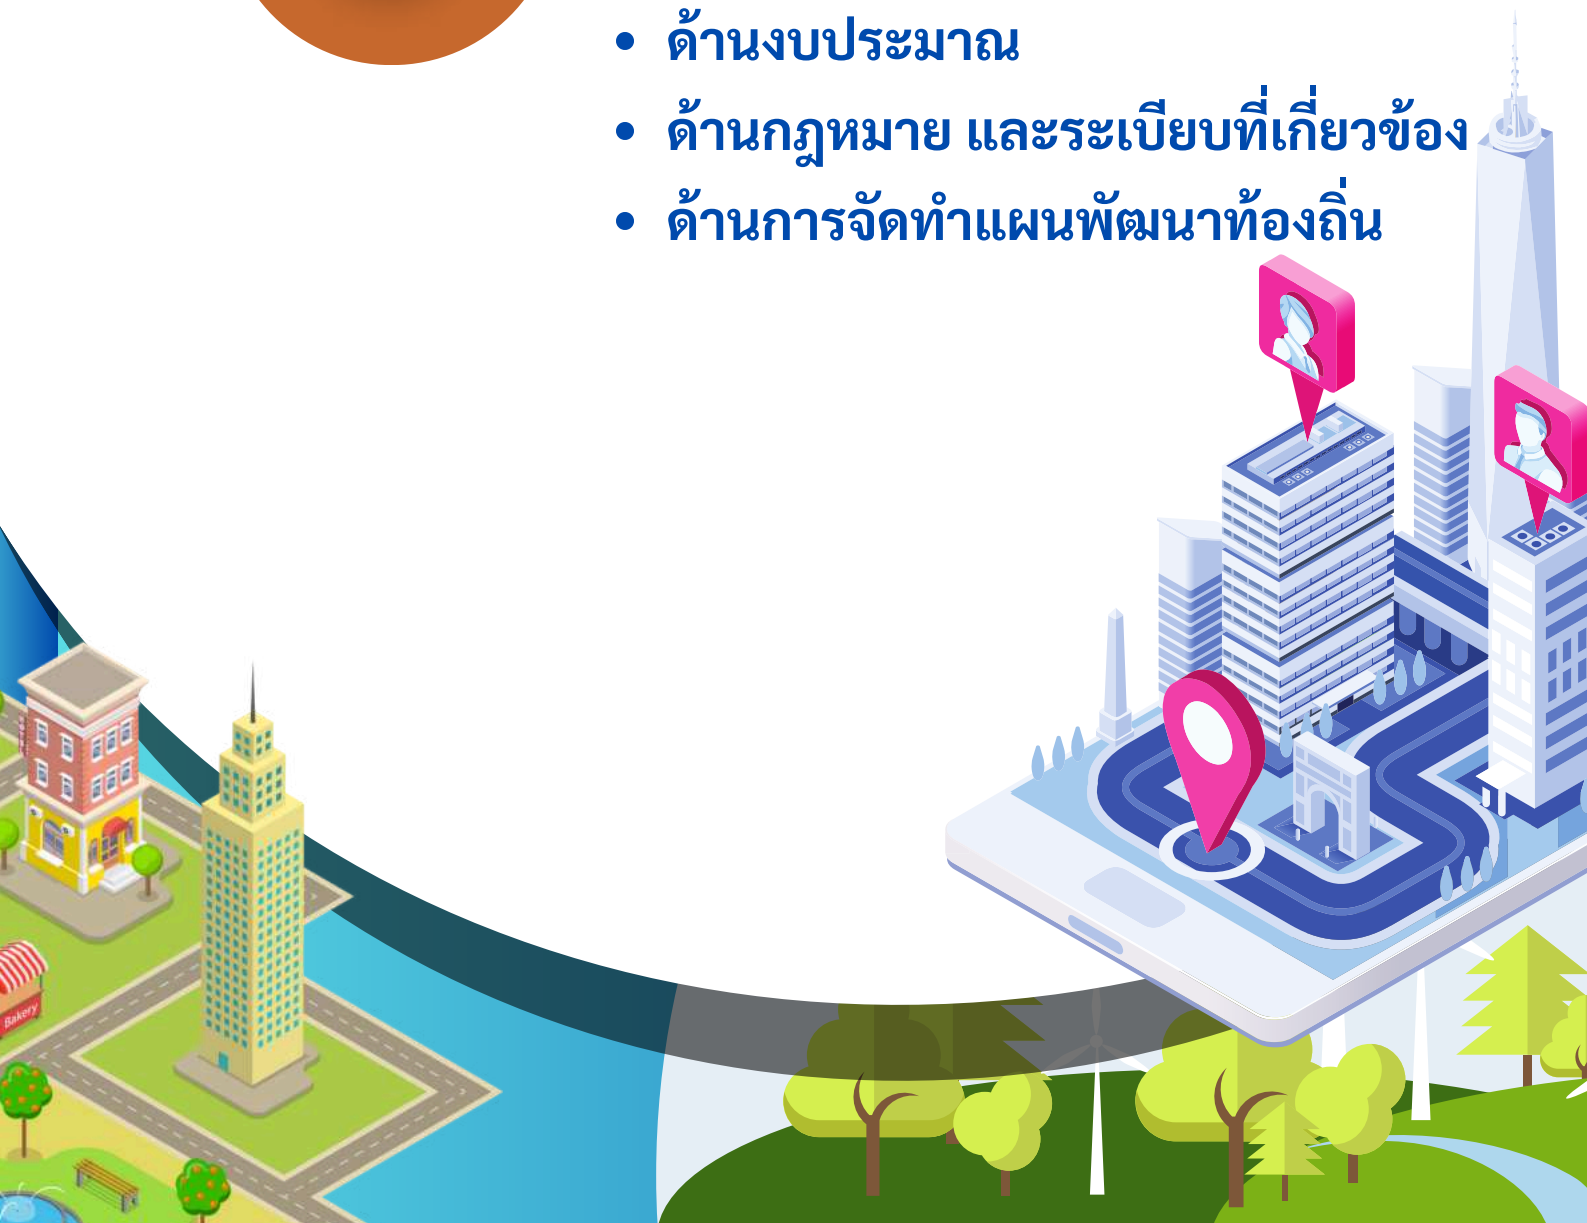 • ด้านงบประมาณ
• ด้านกฎหมาย และระเบียบที่เกี่ยวข้อง
• ด้านการจัดทำแผนพัฒนาท้องถิ่น
Bakery